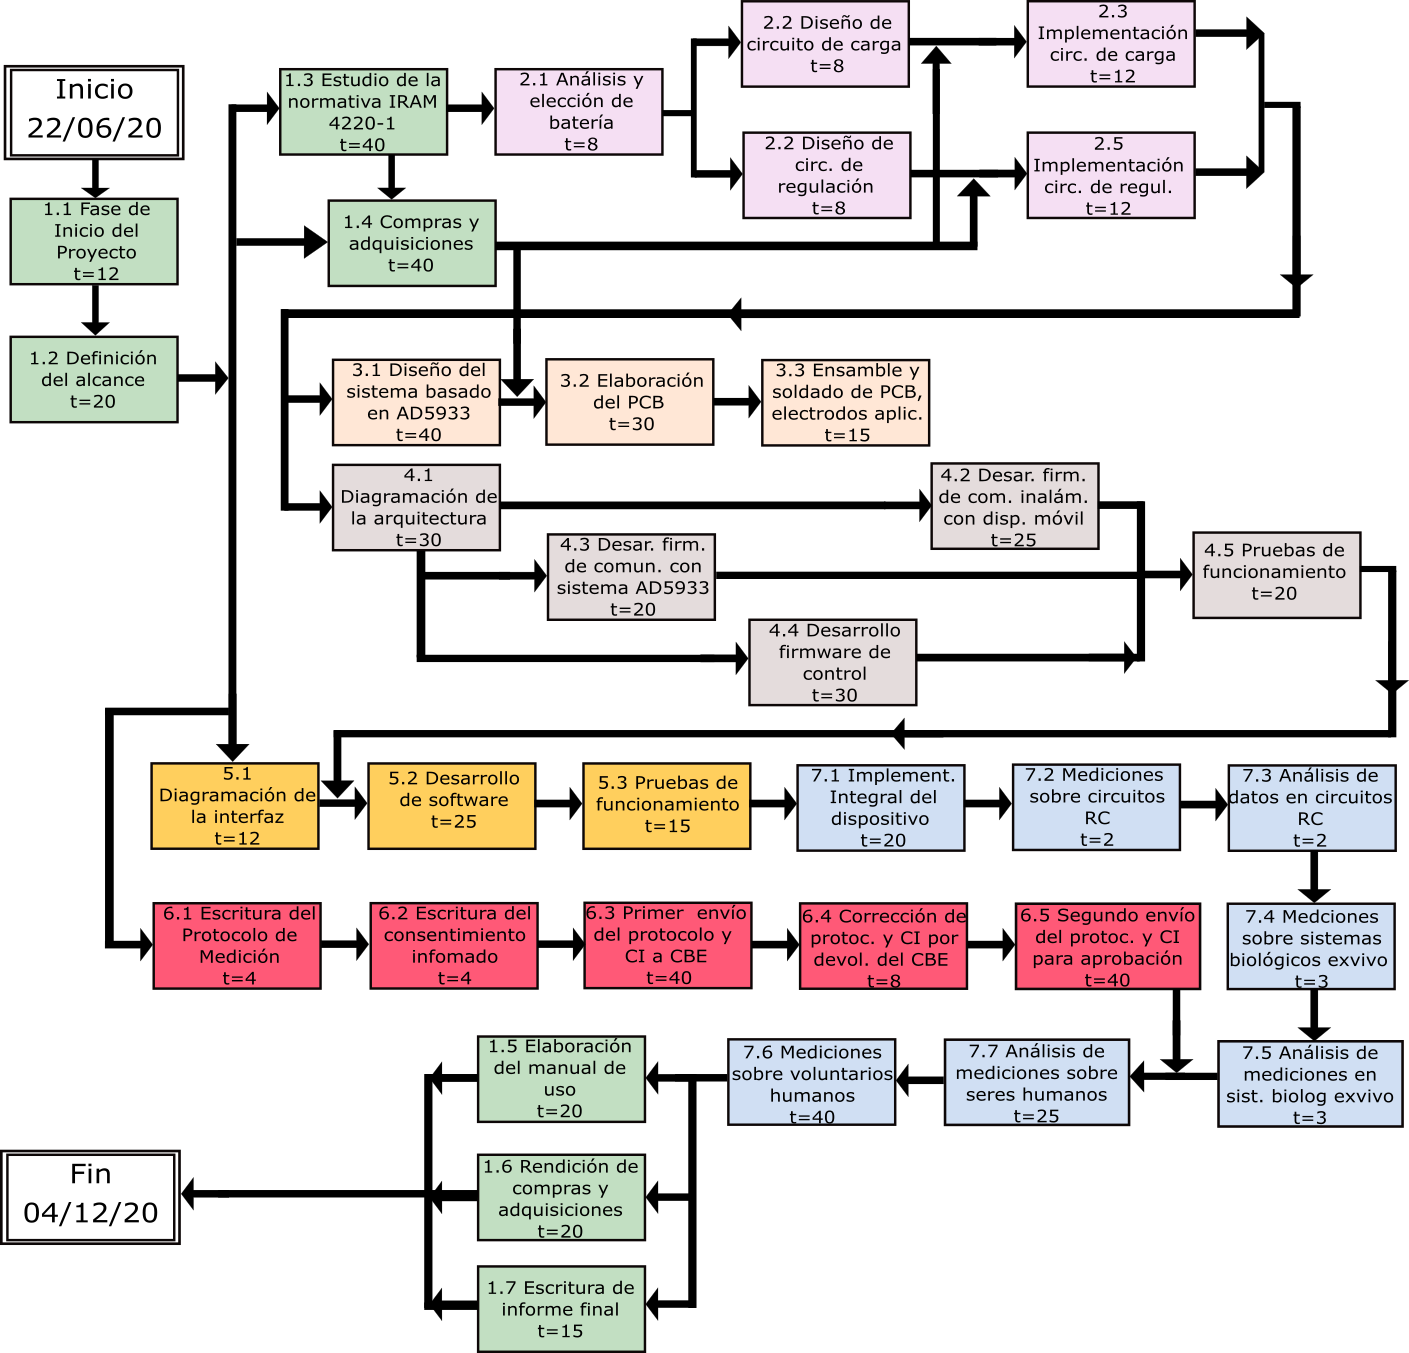 Inicio
22/06/20
1.1 Fase de
Inicio del
Proyecto
t=12
1.2 Definición
del alcance
t=20
1.3 Estudio de la
normativa IRAM
4220-1
t=40
1.4 Compras y
adquisiciones
t=40
2.1 Análisis y
elección de
batería
t=8
2.2 Diseño de
circuito de carga
t=8
2.2 Diseño de
circ. de
regulación
t=8
2.3
Implementación
circ. de carga
t=12
2.5
Implementación
circ. de regul.
t=12
3.1 Diseño del
sistema basado
en AD5933
t=40
3.2 Elaboración
del PCB
t=30
3.3 Ensamble y
soldado de PCB,
electrodos aplic.
t=15
4.1
Diagramación de
la arquitectura
t=30
4.2 Desar. firm.
de com. inalám.
con disp. móvil
t=25
4.3 Desar. firm.
de comun. con
sistema AD5933
t=20
4.4 Desarrollo
firmware de
control
t=30
4.5 Pruebas de
funcionamiento
t=20
5.1
Diagramación de
la interfaz
t=12
5.2 Desarrollo
de software
t=25
5.3 Pruebas de
funcionamiento
t=15
7.1 Implement.
Integral del
dispositivo
t=20
7.2 Mediciones
sobre circuitos
RC
t=2
7.3 Análisis de
datos en circuitos
RC
t=2
6.1 Escritura del
Protocolo de
Medición
t=4
6.2 Escritura del
consentimiento
infomado
t=4
6.3 Primer envío
del protocolo y
CI a CBE
t=40
6.4 Corrección de
protoc. y CI por
devol. del CBE
t=8
6.5 Segundo envío
del protoc. y CI
para aprobación
t=40
7.4 Medciones
sobre sistemas
biológicos exvivo
t=3
7.5 Análisis de
mediciones en
sist. biolog exvivo
t=3
7.7 Análisis de
mediciones sobre
seres humanos
t=25
7.6 Mediciones
sobre voluntarios
humanos
t=40
1.5 Elaboración
del manual de
uso
t=20
1.6 Rendición de
compras y
adquisiciones
t=20
1.7 Escritura de
informe final
t=15
Fin
04/12/20